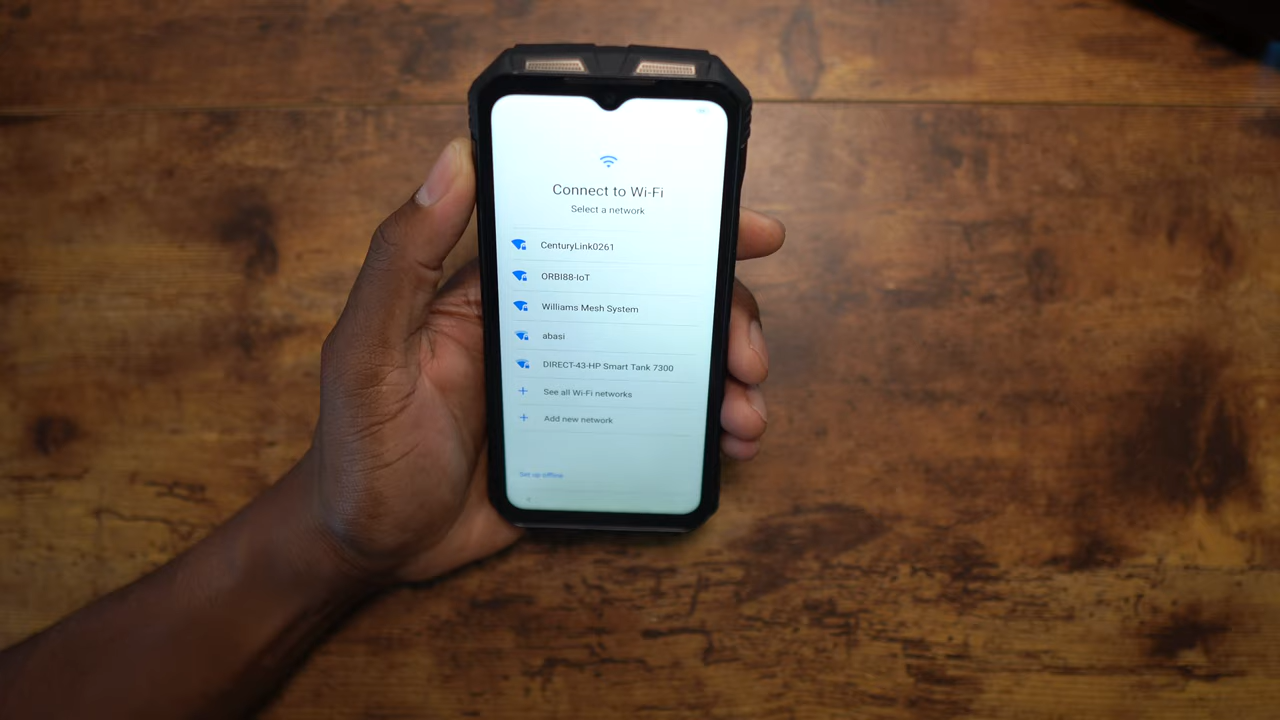 Connect to Wi-Fi
Select a network
CenturyLink0261
ORBI88-IoT
Williams Mesh System
abasi
DIRECT-43-HP Smart Tank 7300
See all Wi-Fi networks
Add new network
Set up offline